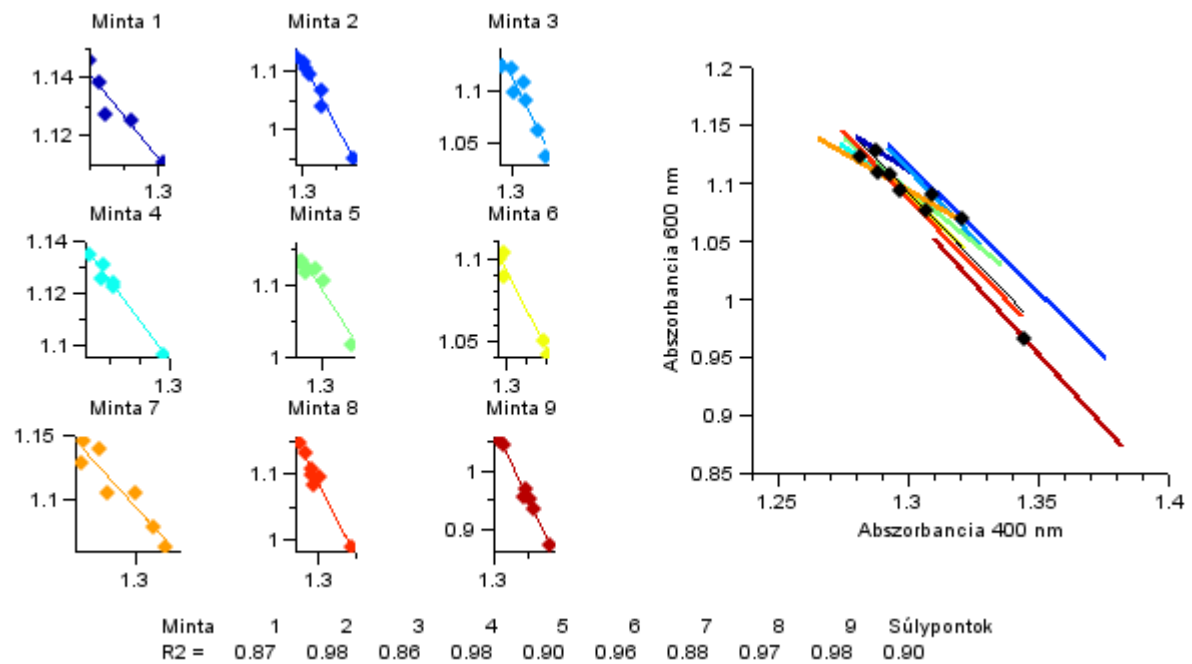 Minta 1
1.14
1.12
1.3
Minta 2
1.1
1
1.3
Minta 3
1.1
1.05
1.3
Minta 4
1.14
1.12
1.1
1.3
Minta 5
1.1
1
1.3
Minta 6
1.1
1.05
1.3
Minta 7
1.15
1.1
1.3
Minta 8
1.1
1
1.3
Minta 9
1
0.9
1.3
Abszorbancia 600 nm
1.2
1.15
1.1
1.05
1
0.95
0.9
0.85
1.25 1.3 1.35 1.4
Abszorbancia 400 nm
Minta 1 2 3 4 5 6 7 8 9 Súlypontok
R2 = 0.87 0.98 0.86 0.98 0.90 0.96 0.88 0.97 0.98 0.90